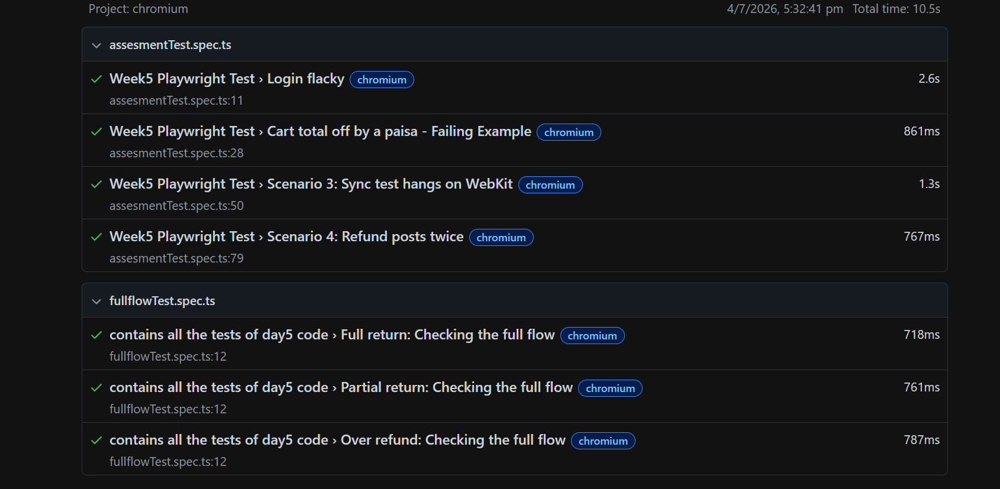 Project: chromium 4/7/2026, 5:32:41 pm Total time: 10.5s
assesmentTest.spec.ts
Week5 Playwright Test › Login flacky chromium 2.6s
assesmentTest.spec.ts:11
Week5 Playwright Test › Cart total off by a paisa - Failing Example chromium 861ms
assesmentTest.spec.ts:28
Week5 Playwright Test › Scenario 3: Sync test hangs on WebKit chromium 1.3s
assesmentTest.spec.ts:50
Week5 Playwright Test › Scenario 4: Refund posts twice chromium 767ms
assesmentTest.spec.ts:79
fullflowTest.spec.ts
contains all the tests of day5 code › Full return: Checking the full flow chromium 718ms
fullflowTest.spec.ts:12
contains all the tests of day5 code › Partial return: Checking the full flow chromium 761ms
fullflowTest.spec.ts:12
contains all the tests of day5 code › Over refund: Checking the full flow chromium 787ms
fullflowTest.spec.ts:12